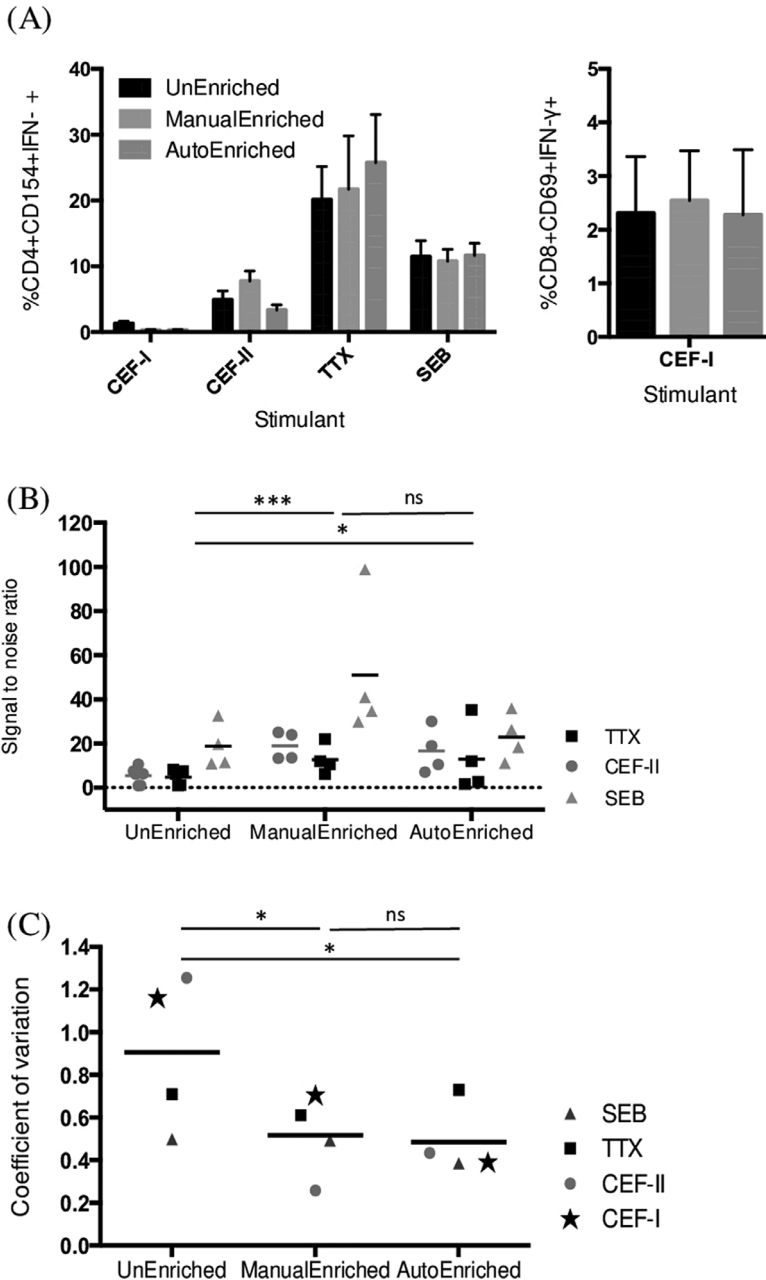 (A)
%CD4+CD154+IFN- +
40
30
20
10
0
UnEnriched
ManualEnriched
AutoEnriched
CEF-I
CEF-II
TTX
SEB
Stimulant
%CD8+CD69+IFN-γ+
5
4
3
2
1
0
CEF-I
Stimulant
(B)
*** ns
*
SIgnal to noise ratio
120
100
80
60
40
20
0
UnEnriched ManualEnriched AutoEnriched
TTX
CEF-II
SEB
(C)
* ns
*
Coefficient of variation
1.4
1.2
1.0
0.8
0.6
0.4
0.2
0.0
UnEnriched ManualEnriched AutoEnriched
SEB
TTX
CEF-II
CEF-I